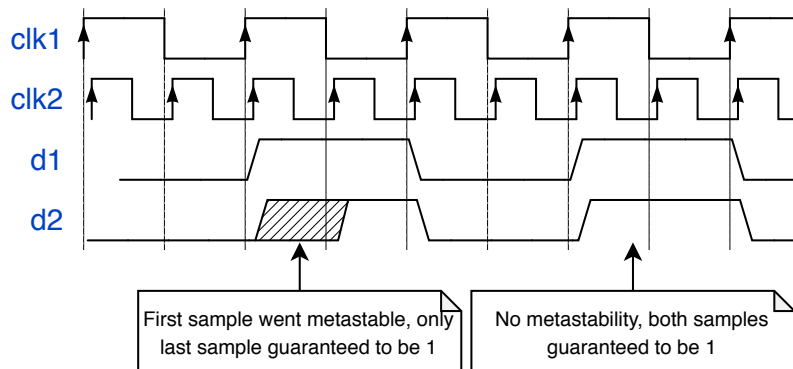 clk1
clk2
d1
d2
First sample went metastable, only
last sample guaranteed to be 1
No metastability, both samples
guaranteed to be 1